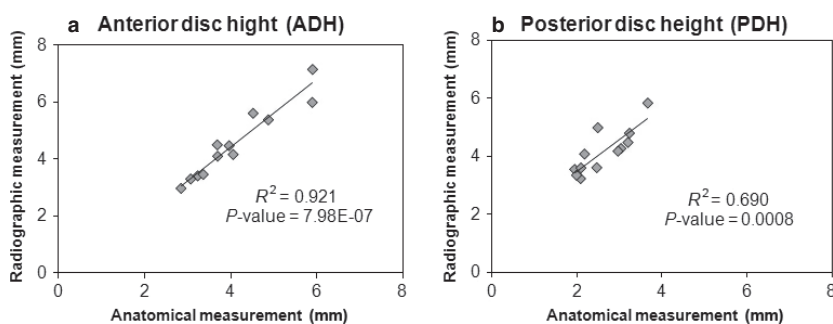 a Anterior disc hight (ADH)
Radiographic measurement (mm)
8
6
4
2
0
R² = 0.921
P-value = 7.98E-07
0 2 4 6 8
Anatomical measurement (mm)
b Posterior disc height (PDH)
Radiographic measurement (mm)
8
6
4
2
0
R² = 0.690
P-value = 0.0008
0 2 4 6 8
Anatomical measurement (mm)